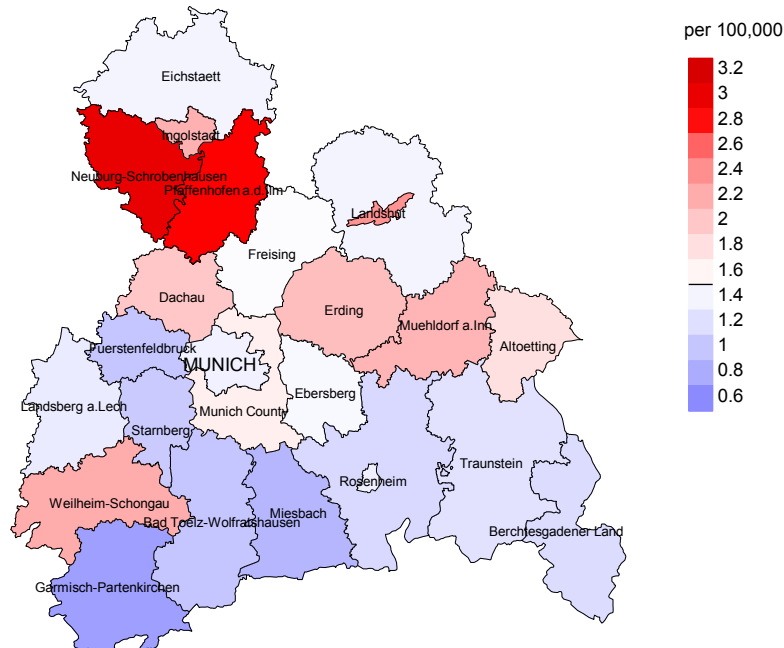 per 100,000
3.2
3
2.8
2.6
2.4
2.2
2
1.8
1.6
1.4
1.2
1
0.8
0.6
Eichstaett
Ingolstadt
Neuburg-Schrobenhausen
Pfaffenhofen a.d.Ilm
Landshut
Freising
Dachau
Erding
Muehldorf a.Inn
Altoetting
Fuerstenfeldbruck
MUNICH
Ebersberg
Landsberg a.Lech
Munich County
Starnberg
Traunstein
Rosenheim
Weilheim-Schongau
Miesbach
Bad Toelz-Wolfratshausen
Berchtesgadener Land
Garmisch-Partenkirchen